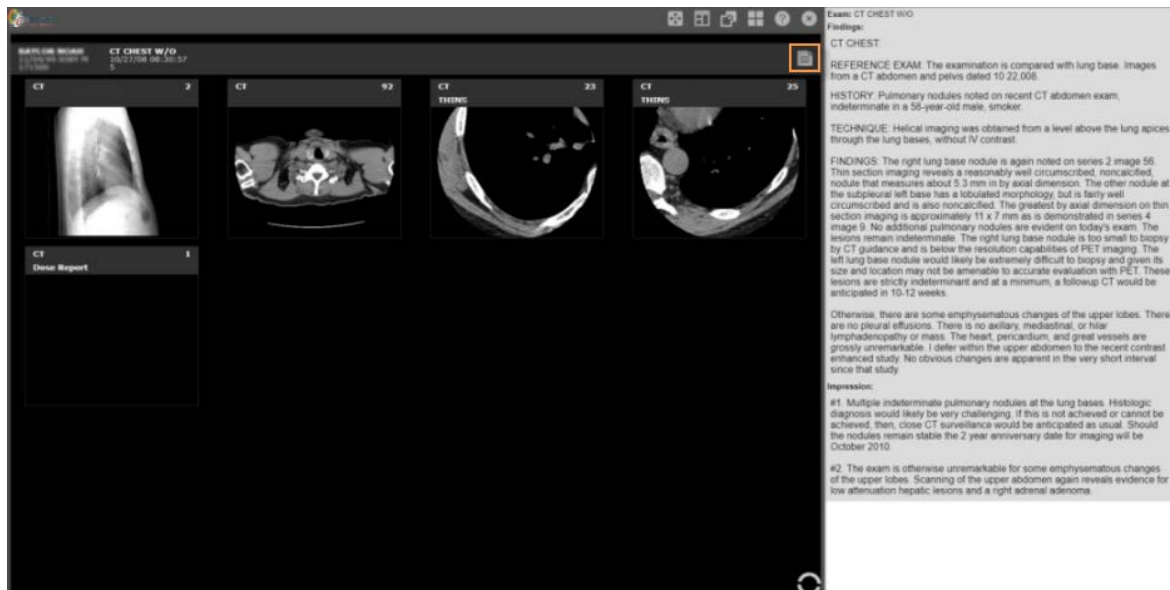 CT CHEST W/O
10/27/08 08:30:57
5
CT 2
CT 92
CT 23
THINS
CT 25
THINS
CT 1
Dose Report
Exam: CT CHEST W/O
Findings:
CT CHEST
REFERENCE EXAM: The examination is compared with lung base. Images
from a CT abdomen and pelvis dated 10 22,008.
HISTORY: Pulmonary nodules noted on recent CT abdomen exam,
indeterminate in a 58-year-old male, smoker.
TECHNIQUE: Helical imaging was obtained from a level above the lung apices
through the lung bases, without IV contrast.
FINDINGS: The right lung base nodule is again noted on series 2 image 56.
Thin section imaging reveals a reasonably well circumscribed, noncalcified,
nodule that measures about 5.3 mm in by axial dimension. The other nodule at
the subpleural left base has a lobulated morphology, but is fairly well
circumscribed and is also noncalcified. The greatest by axial dimension on thin
section imaging is approximately 11 x 7 mm as is demonstrated in series 4
image 9. No additional pulmonary nodules are evident on today's exam. The
lesions remain indeterminate. The right lung base nodule is too small to biopsy
by CT guidance and is below the resolution capabilities of PET imaging. The
left lung base nodule would likely be extremely difficult to biopsy and given its
size and location may not be amenable to accurate evaluation with PET. These
lesions are strictly indeterminant and at a minimum, a followup CT would be
anticipated in 10-12 weeks.
Otherwise, there are some emphysematous changes of the upper lobes. There
are no pleural effusions. There is no axillary, mediastinal, or hilar
lymphadenopathy or mass. The heart, pericardium, and great vessels are
grossly unremarkable. I defer within the upper abdomen to the recent contrast
enhanced study. No obvious changes are apparent in the very short interval
since that study.
Impression:
#1. Multiple indeterminate pulmonary nodules at the lung bases. Histologic
diagnosis would likely be very challenging. If this is not achieved or cannot be
achieved, then, close CT surveillance would be anticipated as usual. Should
the nodules remain stable the 2 year anniversary date for imaging will be
October 2010.
#2. The exam is otherwise unremarkable for some emphysematous changes
of the upper lobes. Scanning of the upper abdomen again reveals evidence for
low attenuation hepatic lesions and a right adrenal adenoma.